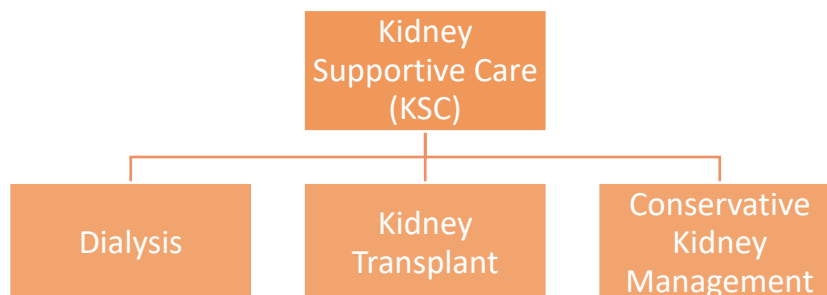 Kidney
Supportive Care
(KSC)
Dialysis
Kidney
Transplant
Conservative
Kidney
Management